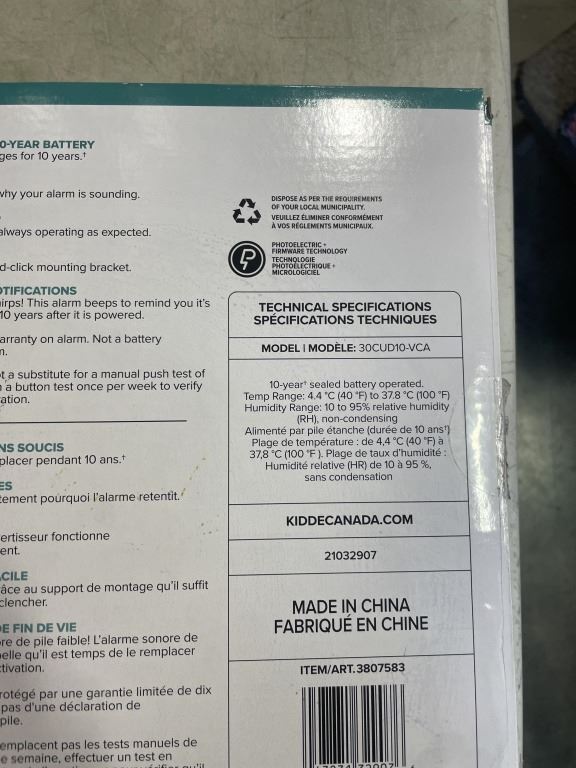 0-YEAR BATTERY
ges for 10 years.†
why your alarm is sounding.
always operating as expected.
d-click mounting bracket.
OTIFICATIONS
irps! This alarm beeps to remind you it's
10 years after it is powered.
arranty on alarm. Not a battery
n.
t a substitute for a manual push test of
a button test once per week to verify
ation.
NS SOUCIS
placer pendant 10 ans.†
ES
tement pourquoi l'alarme retentit.
ertisseur fonctionne
ent.
CILE
râce au support de montage qu'il suffit
clencher.
E FIN DE VIE
re de pile faible! L'alarme sonore de
elle qu'il est temps de le remplacer
ctivation.
rotégé par une garantie limitée de dix
pas d'une déclaration de
pile.
emplacent pas les tests manuels de
e semaine, effectuer un test en
DISPOSE AS PER THE REQUIREMENTS
OF YOUR LOCAL MUNICIPALITY.
VEUILLEZ ÉLIMINER CONFORMÉMENT
À VOS RÈGLEMENTS MUNICIPAUX.
PHOTOELECTRIC +
FIRMWARE TECHNOLOGY
TECHNOLOGIE
PHOTOÉLECTRIQUE +
MICROLOGICIEL
TECHNICAL SPECIFICATIONS
SPÉCIFICATIONS TECHNIQUES
MODEL | MODÈLE: 30CUD10-VCA
10-year† sealed battery operated.
Temp Range: 4.4 °C (40 °F) to 37.8 °C (100 °F)
Humidity Range: 10 to 95% relative humidity
(RH), non-condensing
Alimenté par pile étanche (durée de 10 ans†)
Plage de température : de 4,4 °C (40 °F) à
37,8 °C (100 °F ). Plage de taux d'humidité :
Humidité relative (HR) de 10 à 95 %,
sans condensation
KIDDECANADA.COM
21032907
MADE IN CHINA
FABRIQUÉ EN CHINE
ITEM/ART. 3807583